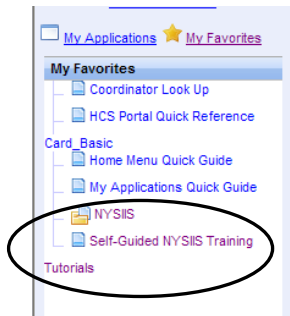 My Applications My Favorites
My Favorites
Coordinator Look Up
HCS Portal Quick Reference
Card_Basic
Home Menu Quick Guide
My Applications Quick Guide
NYSIIS
Self-Guided NYSIIS Training
Tutorials